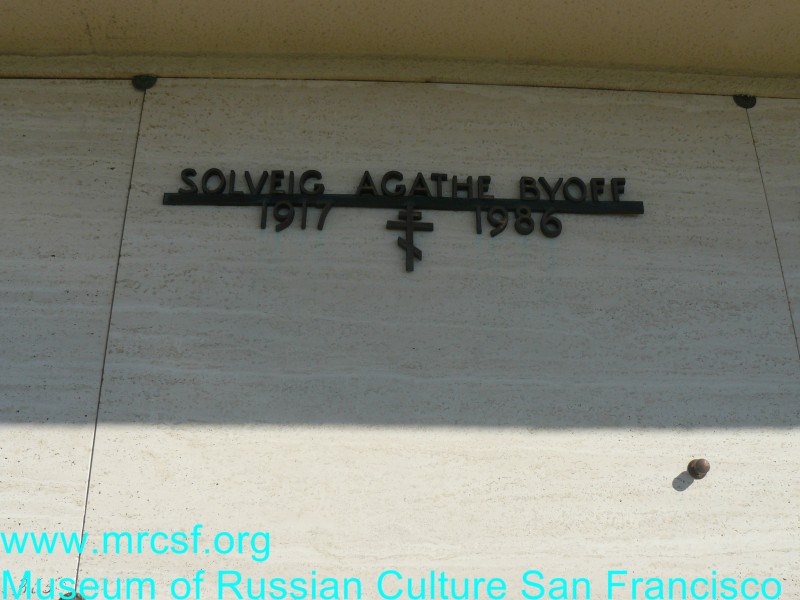 SOLVEIG AGATHE BYOFF
1917 1986
www.mrcsf.org
Museum of Russian Culture San Francisco